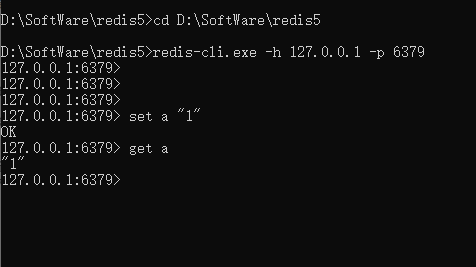 D:\SoftWare\redis5>cd D:\SoftWare\redis5
D:\SoftWare\redis5>redis-cli.exe -h 127.0.0.1 -p 6379
127.0.0.1:6379>
127.0.0.1:6379>
127.0.0.1:6379>
127.0.0.1:6379> set a "1"
OK
127.0.0.1:6379> get a
"1"
127.0.0.1:6379>